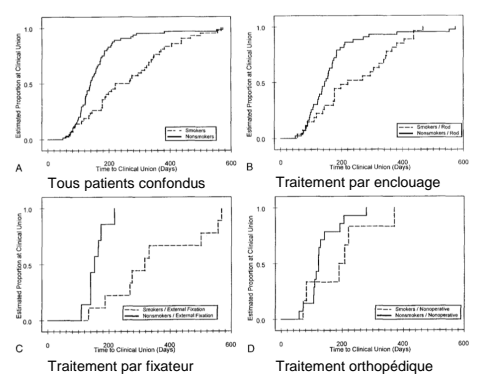 Estimated Proportion at Clinical Union
1.0
0.5
0.0
Smokers
Nonsmokers
0
200
400
600
A
Time to Clinical Union (Days)
Tous patients confondus
Estimated Proportion at Clinical Union
1.0
0.5
0.0
Smokers / Rod
Nonsmokers / Rod
0
200
400
600
B
Time to Clinical Union (Days)
Traitement par enclouage
Estimated Proportion at Clinical Union
1.0
0.5
0.0
Smokers / External Fixation
Nonsmokers / External Fixation
0
200
400
600
C
Time to Clinical Union (Days)
Traitement par fixateur
Estimated Proportion at Clinical Union
1.0
0.5
0.0
Smokers / Nonoperative
Nonsmokers / Nonoperative
0
200
400
600
D
Time to Clinical Union (Days)
Traitement orthopédique